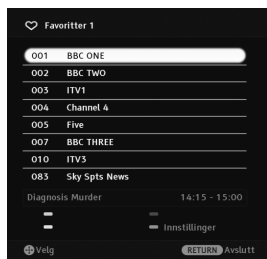 Favoritter 1
001 BBC ONE
002 BBC TWO
003 ITV1
004 Channel 4
005 Five
007 BBC THREE
010 ITV3
083 Sky Spts News
Diagnosis Murder 14:15 - 15:00
Innstillinger
Velg RETURN Avslutt